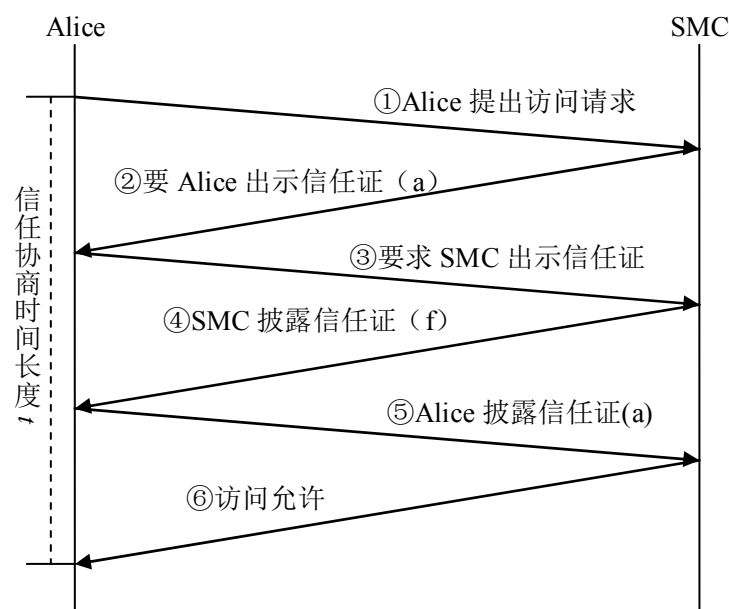 Alice
SMC
①Alice 提出访问请求
②要 Alice 出示信任证（a）
③要求 SMC 出示信任证
④SMC 披露信任证（f）
⑤Alice 披露信任证(a)
⑥访问允许
信任协商时间长度 t